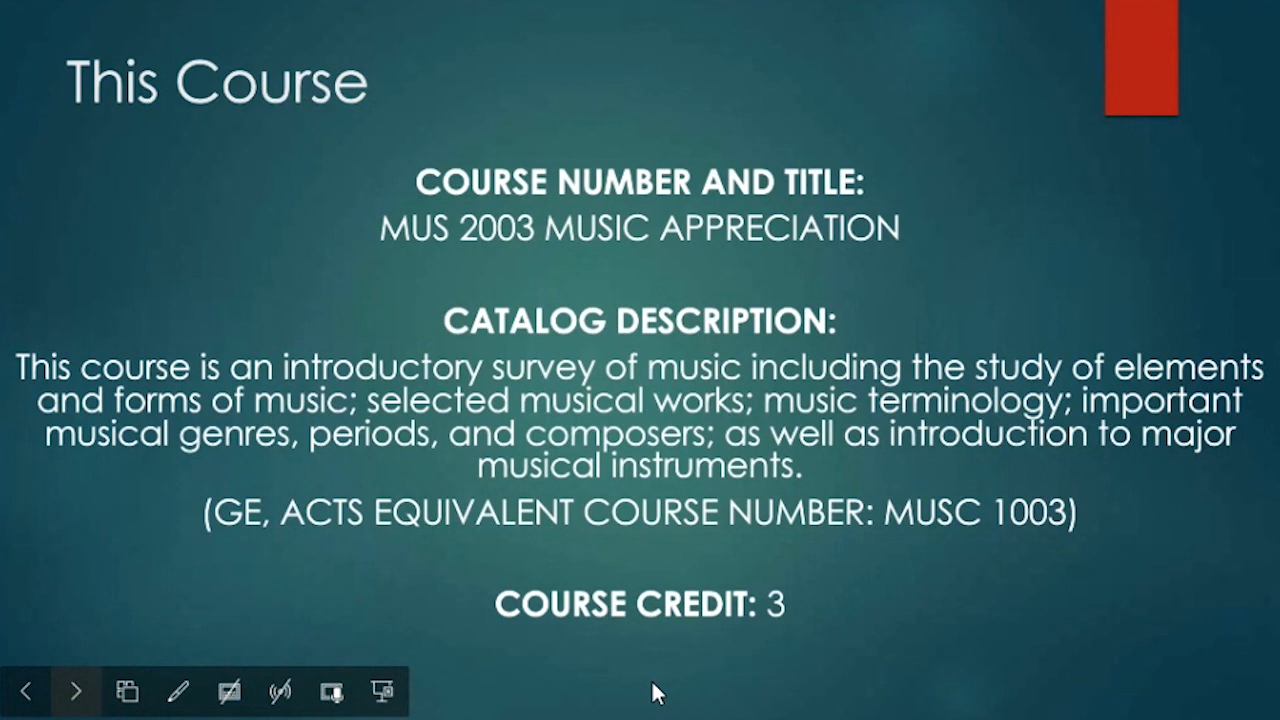 This Course
COURSE NUMBER AND TITLE:
MUS 2003 MUSIC APPRECIATION
CATALOG DESCRIPTION:
This course is an introductory survey of music including the study of elements
and forms of music; selected musical works; music terminology; important
musical genres, periods, and composers; as well as introduction to major
musical instruments.
(GE, ACTS EQUIVALENT COURSE NUMBER: MUSC 1003)
COURSE CREDIT: 3